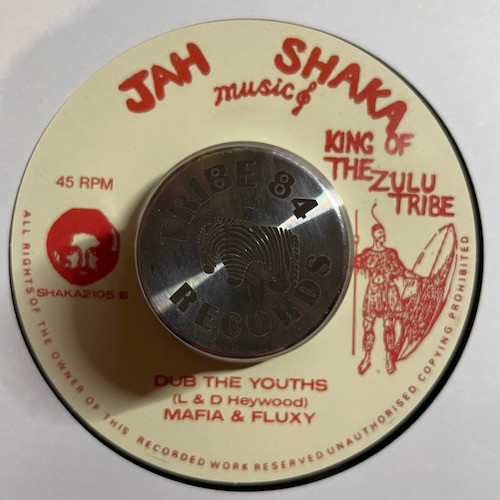 JAH SHAKA
music
KING OF
THE ZULU
TRIBE
45 RPM
TRIBE 84
RECORDS
SHAKA2105 B
DUB THE YOUTHS
(L & D Heywood)
MAFIA & FLUXY
ALL RIGHTS OF THE OWNER OF THIS RECORDED WORK RESERVED UNAUTHORISED COPYING PROHIBITED